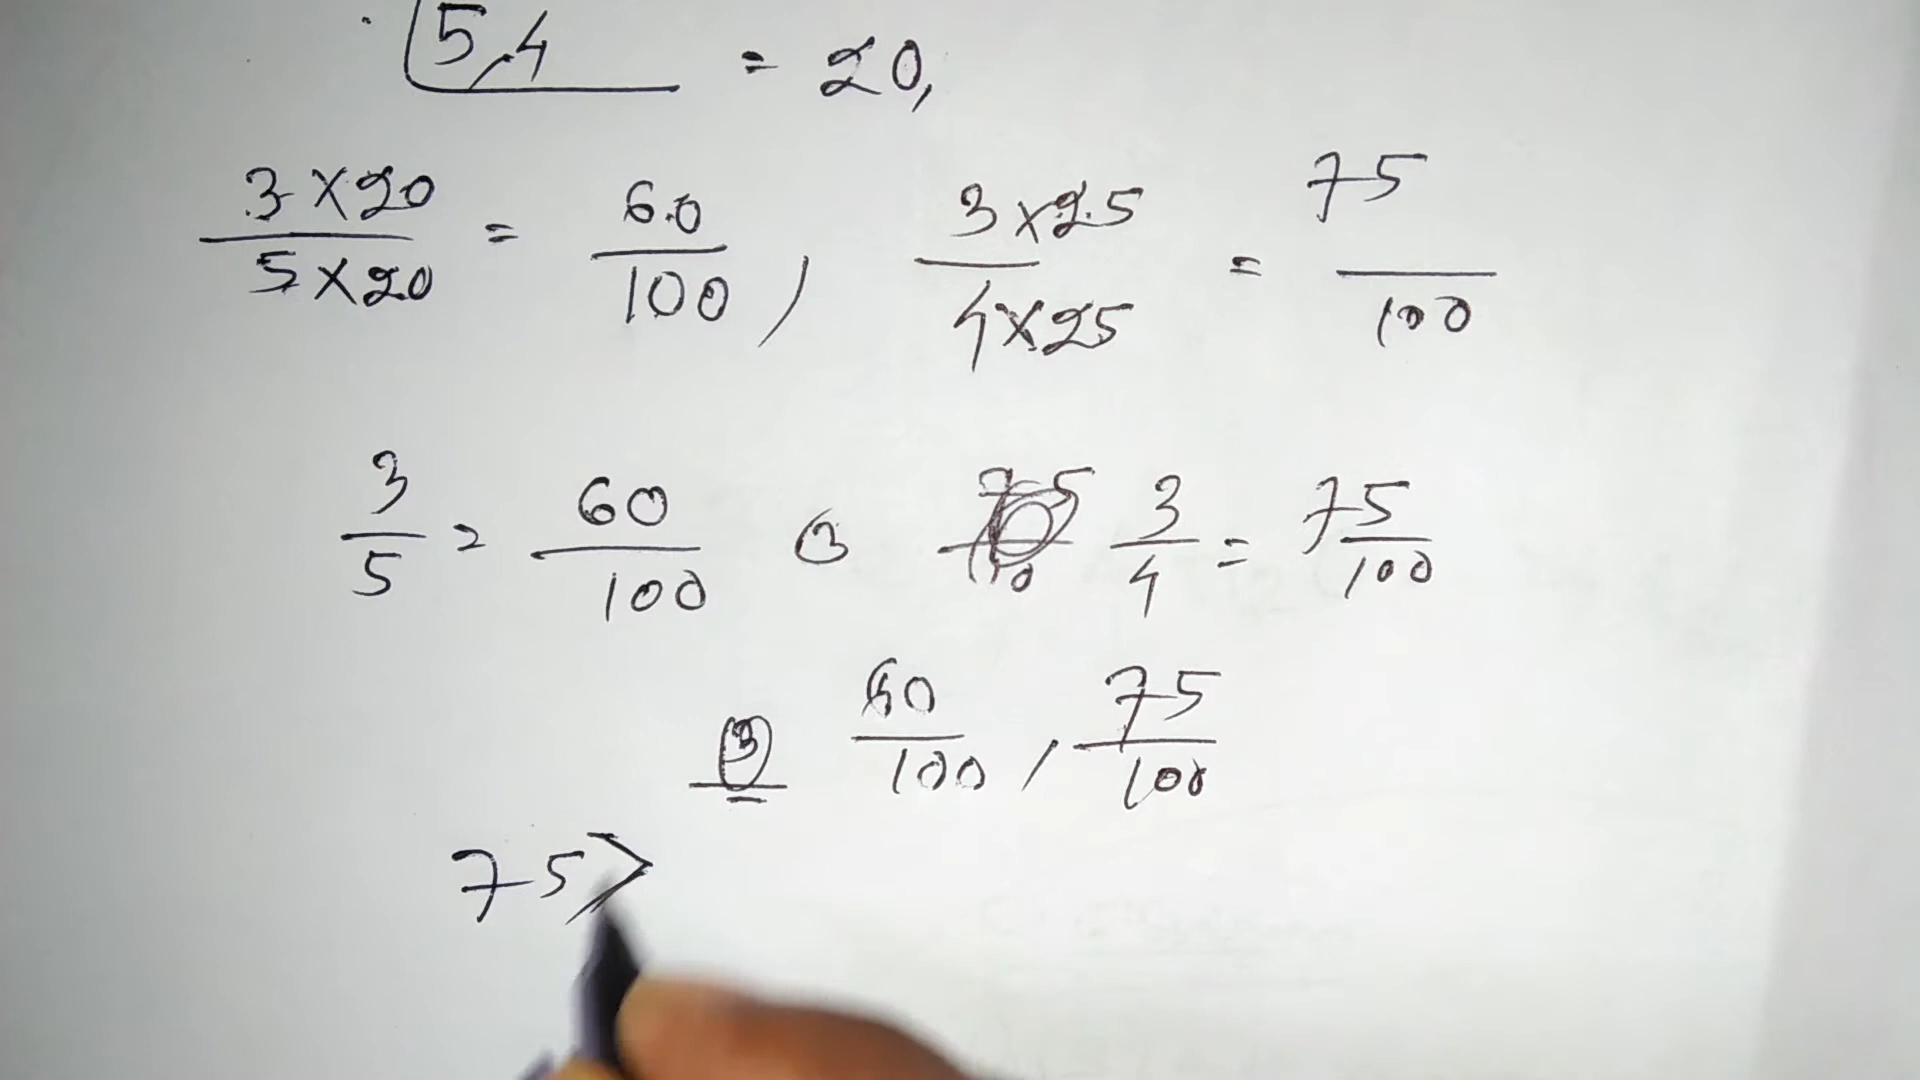 5,4 = 20,
3 × 20 / 5 × 20 = 60 / 100 , 3 × 25 / 4 × 25 = 75 / 100
3 / 5 = 60 / 100 3 / 4 = 75 / 100
③ 60 / 100 , 75 / 100
75 >